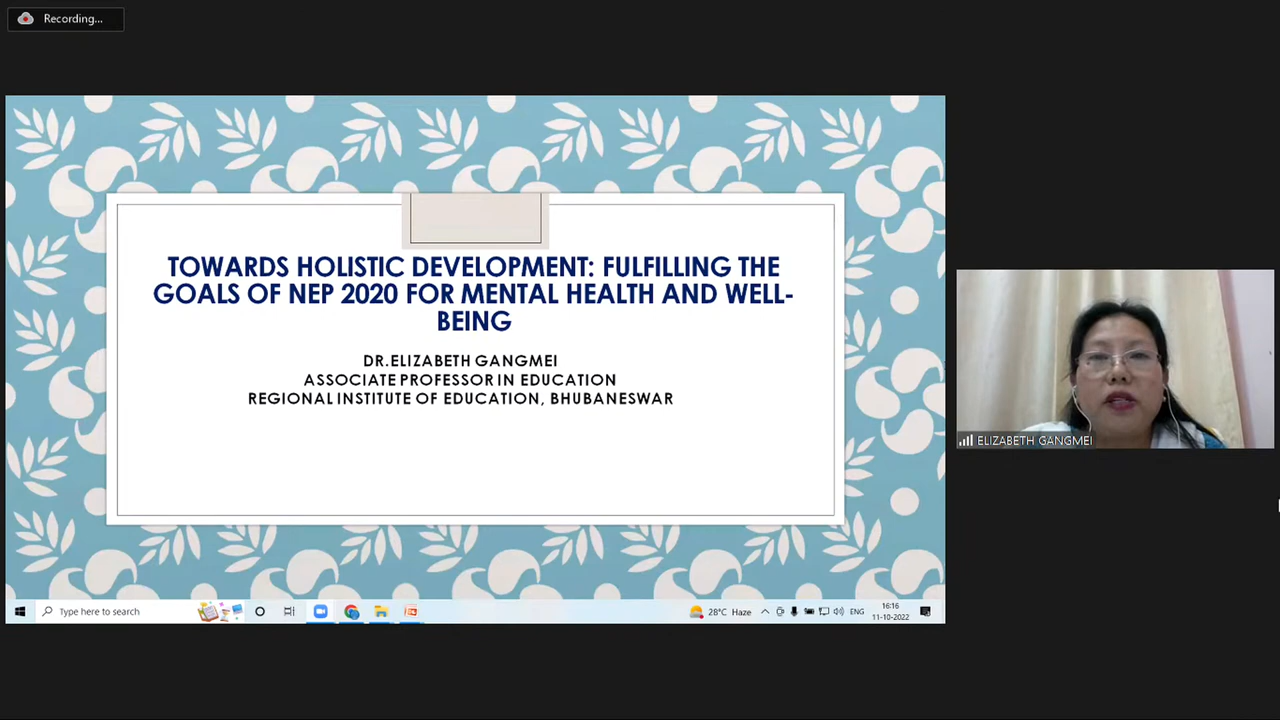 Recording...
TOWARDS HOLISTIC DEVELOPMENT: FULFILLING THE
GOALS OF NEP 2020 FOR MENTAL HEALTH AND WELL-
BEING
DR.ELIZABETH GANGMEI
ASSOCIATE PROFESSOR IN EDUCATION
REGIONAL INSTITUTE OF EDUCATION, BHUBANESWAR
ELIZABETH GANGMEI
Type here to search
28°C Haze
ENG
16:16
11-10-2022